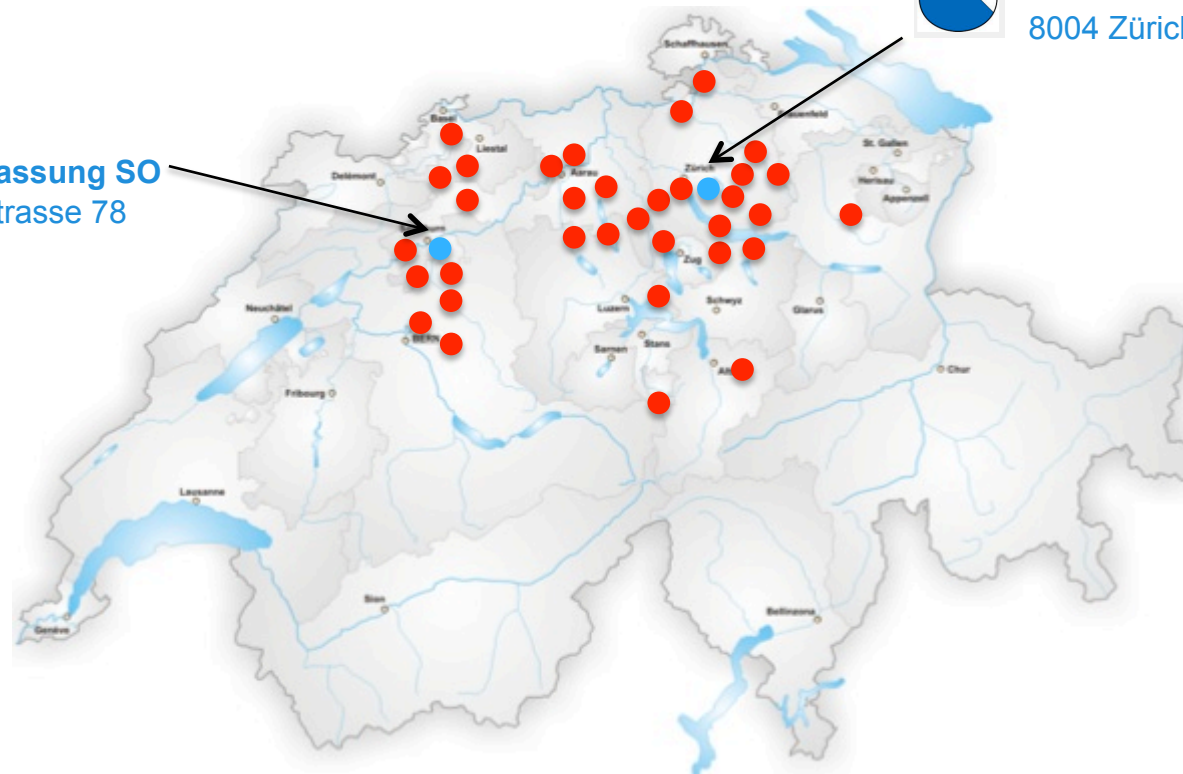 8004 Zürich
Schaffhausen
Basel
Liestal
Frauenfeld
St. Gallen
Herisau
Appenzell
Delémont
Aarau
Zürich
assung SO
trasse 78
Zug
Neuchâtel
Luzern
Schwyz
Glarus
BERN
Stans
Sarnen
Chur
Fribourg
Lausanne
Sion
Bellinzona
Genève